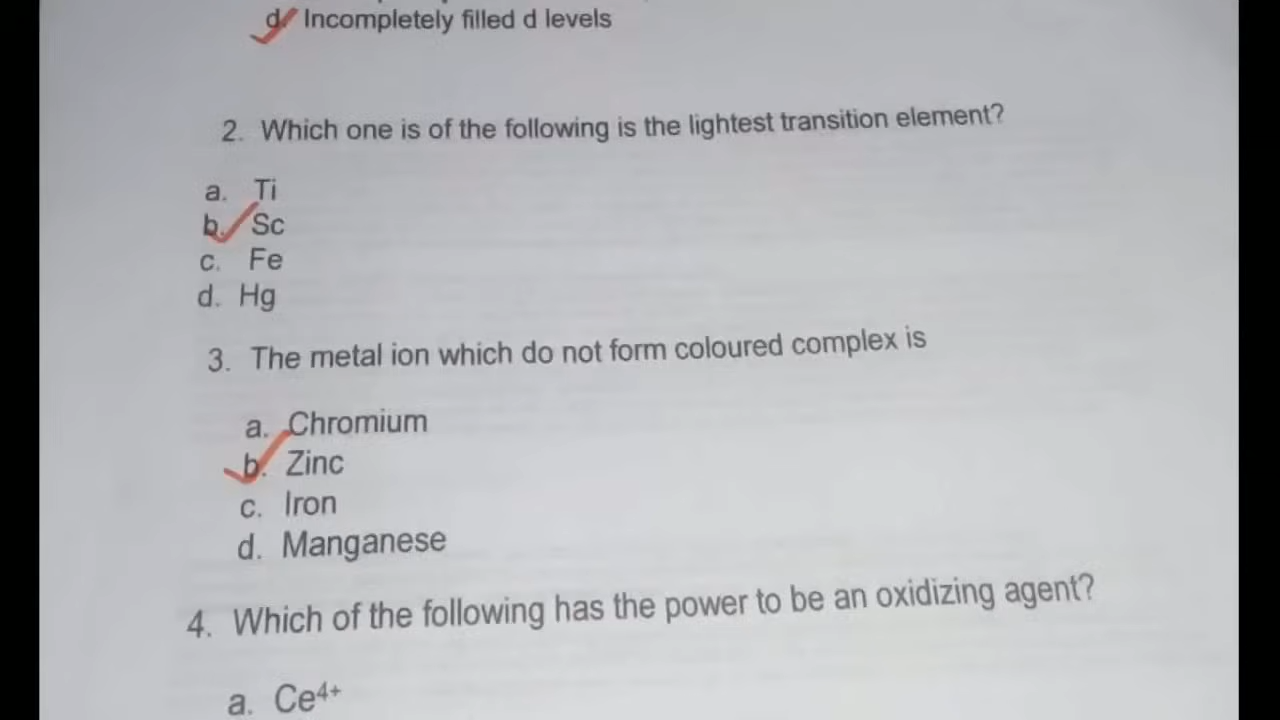 d. Incompletely filled d levels
2. Which one is of the following is the lightest transition element?
a. Ti
b. Sc
c. Fe
d. Hg
3. The metal ion which do not form coloured complex is
a. Chromium
b. Zinc
c. Iron
d. Manganese
4. Which of the following has the power to be an oxidizing agent?
a. Ce⁴⁺